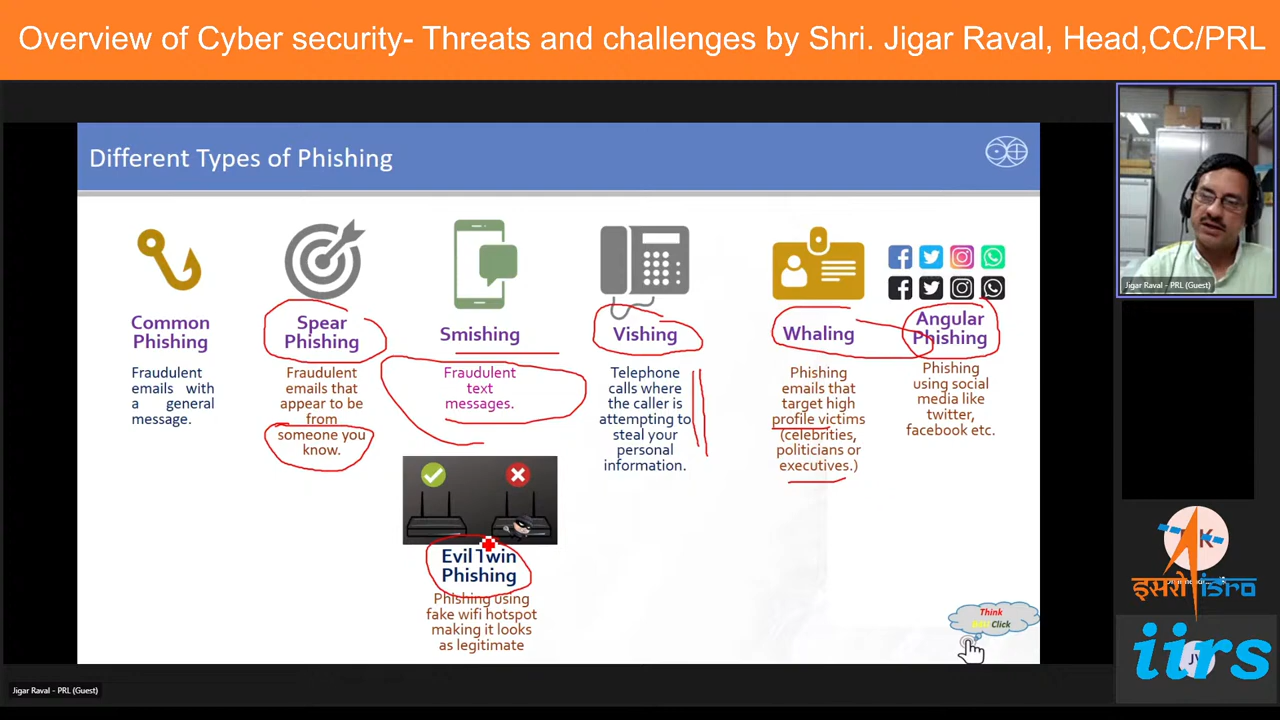 Overview of Cyber security- Threats and challenges by Shri. Jigar Raval, Head,CC/PRL
Different Types of Phishing
Common
Phishing
Fraudulent
emails with
a general
message.
Spear
Phishing
Fraudulent
emails that
appear to be
from
someone you
know.
Smishing
Fraudulent
text
messages.
Vishing
Telephone
calls where
the caller is
attempting to
steal your
personal
information.
Whaling
Phishing
emails that
target high
profile victims
(celebrities,
politicians or
executives.)
Angular
Phishing
Phishing
using social
media like
twitter,
facebook etc.
Evil Twin
Phishing
Phishing using
fake wifi hotspot
making it looks
as legitimate
Think
Click
Jigar Raval - PRL (Guest)
K
इसरो isro
JY
iirs
Jigar Raval - PRL (Guest)